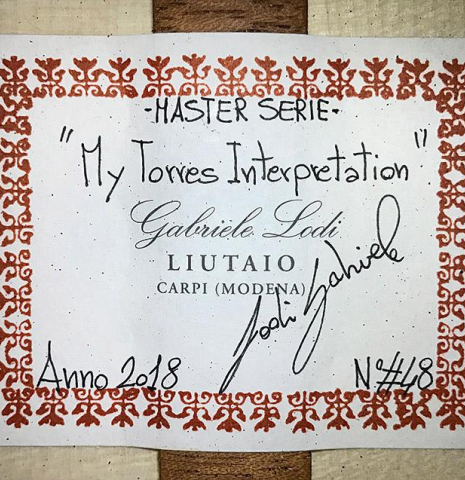 -MASTER SERIE-
"My Torres Interpretation"
Gabriele Lodi
LIUTAIO
CARPI (MODENA)
Lodi Gabriele
Anno 2018 N°#48